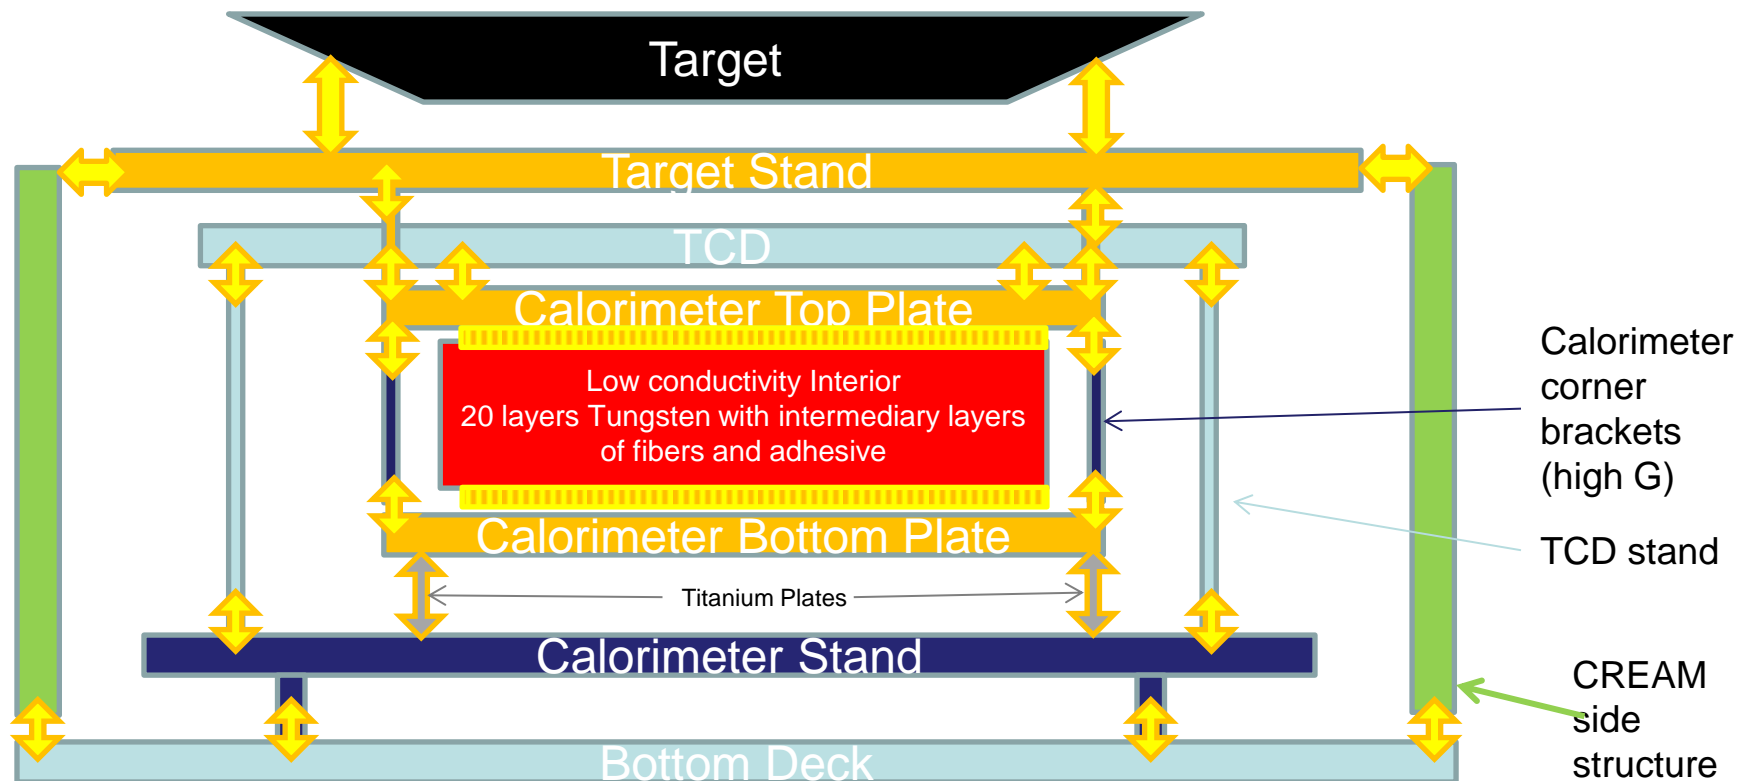 Target
Target Stand
TCD
Calorimeter Top Plate
Low conductivity Interior
20 layers Tungsten with intermediary layers
of fibers and adhesive
Calorimeter Bottom Plate
Titanium Plates
Calorimeter Stand
Bottom Deck
Calorimeter
corner
brackets
(high G)
TCD stand
CREAM
side
structure